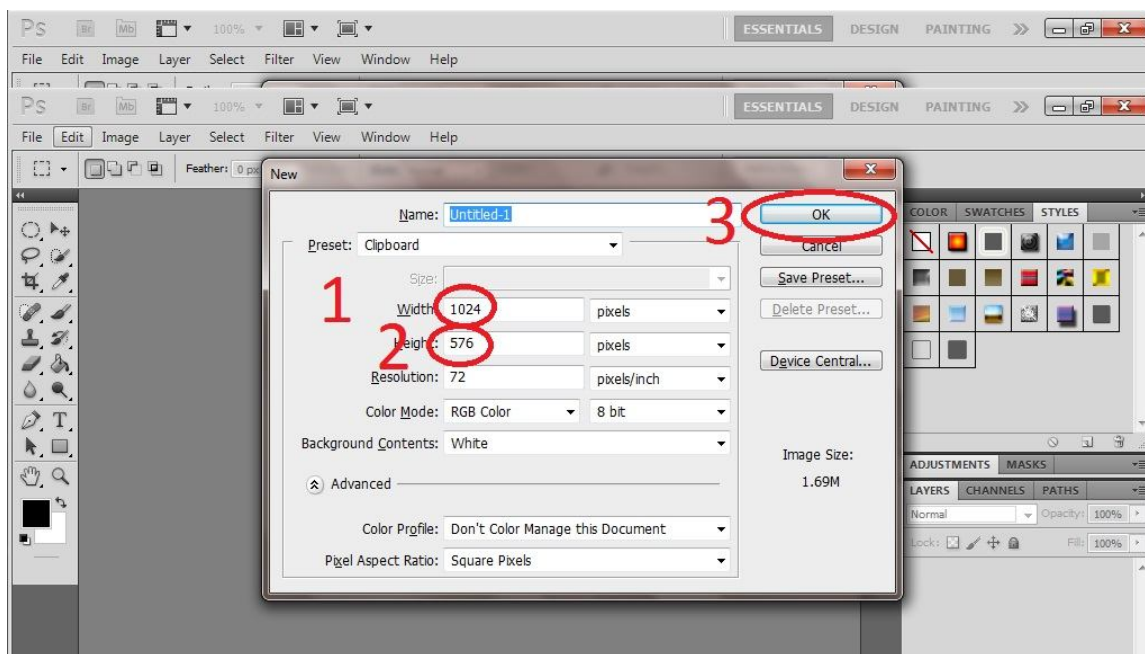 Ps Br Mb 100% ESSENTIALS DESIGN PAINTING >>
File Edit Image Layer Select Filter View Window Help
Ps Br Mb 100% ESSENTIALS DESIGN PAINTING >>
File Edit Image Layer Select Filter View Window Help
Feather: 0 px
New
Name: Untitled-1
3
OK
COLOR SWATCHES STYLES
Preset: Clipboard
Cancel
Size:
Save Preset...
1
Width: 1024 pixels
Delete Preset...
2
Height: 576 pixels
Device Central...
Resolution: 72 pixels/inch
Color Mode: RGB Color 8 bit
Background Contents: White
Image Size:
1.69M
Advanced
ADJUSTMENTS MASKS
LAYERS CHANNELS PATHS
Normal Opacity: 100%
Color Profile: Don't Color Manage this Document
Lock: Fill: 100%
Pixel Aspect Ratio: Square Pixels
T